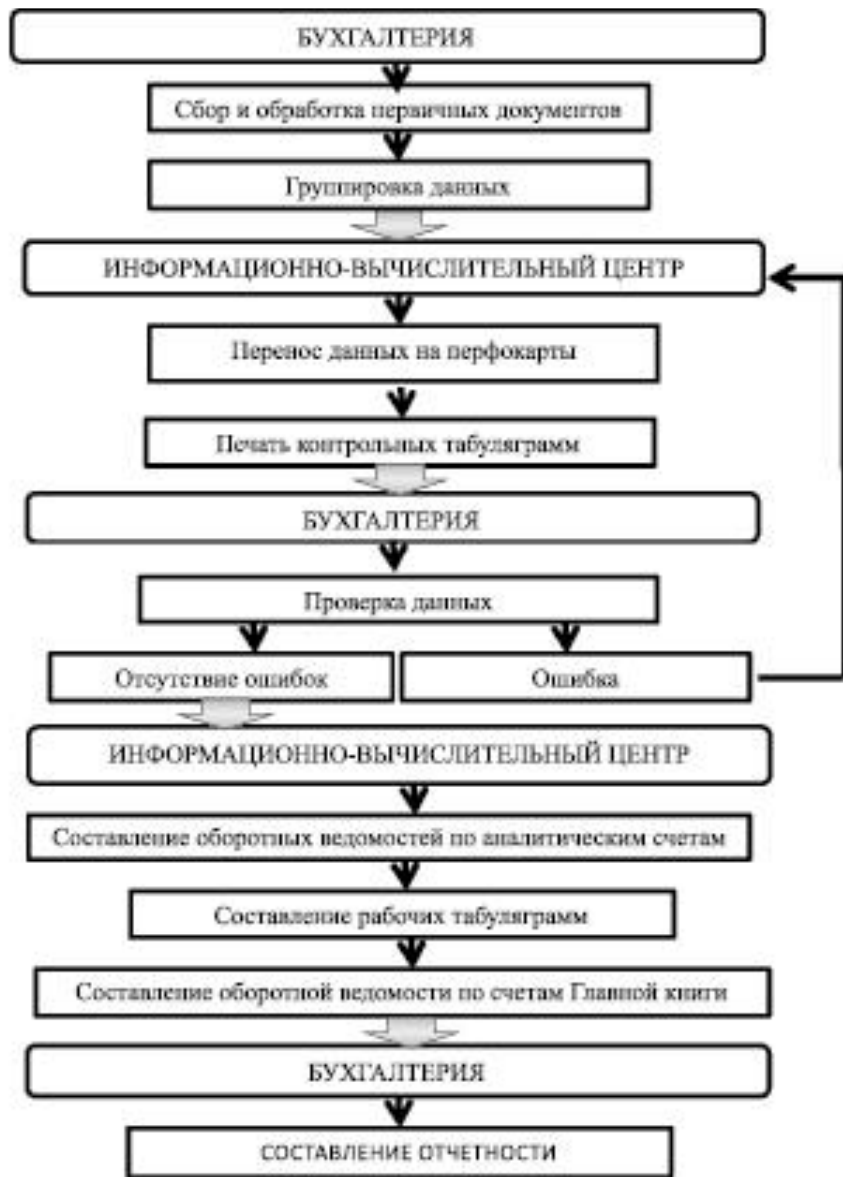 БУХГАЛТЕРИЯ
Сбор и обработка первичных документов
Группировка данных
ИНФОРМАЦИОННО-ВЫЧИСЛИТЕЛЬНЫЙ ЦЕНТР
Перенос данных на перфокарты
Печать контрольных табуляграмм
БУХГАЛТЕРИЯ
Проверка данных
Отсутствие ошибок
Ошибка
ИНФОРМАЦИОННО-ВЫЧИСЛИТЕЛЬНЫЙ ЦЕНТР
Составление оборотных ведомостей по аналитическим счетам
Составление рабочих табуляграмм
Составление оборотной ведомости по счетам Главной книги
БУХГАЛТЕРИЯ
СОСТАВЛЕНИЕ ОТЧЕТНОСТИ